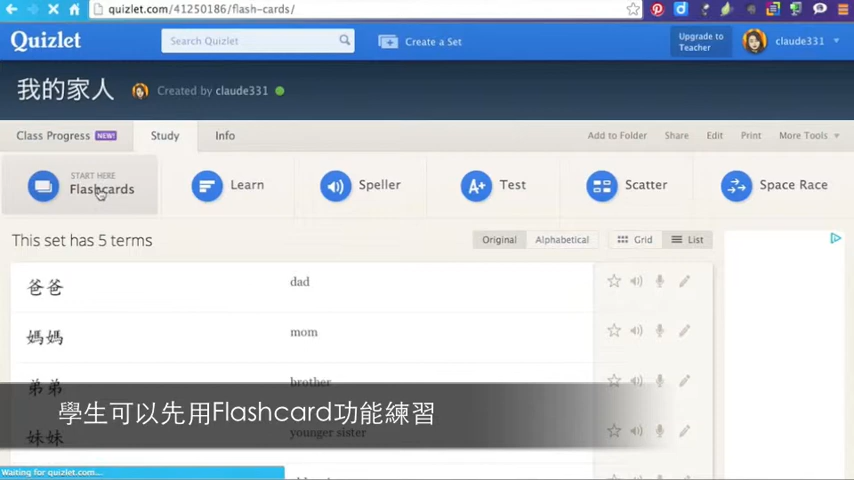 quizlet.com/41250186/flash-cards/
Quizlet
Search Quizlet
Create a Set
Upgrade to
Teacher
claude331
我的家人
Created by claude331
Class Progress NEW!
Study
Info
Add to Folder
Share
Edit
Print
More Tools
START HERE
Flashcards
Learn
Speller
A+ Test
Scatter
Space Race
This set has 5 terms
Original
Alphabetical
Grid
List
爸爸 dad
媽媽 mom
弟弟 brother
學生可以先用Flashcard功能練習
妹妹 younger sister
Waiting for quizlet.com...